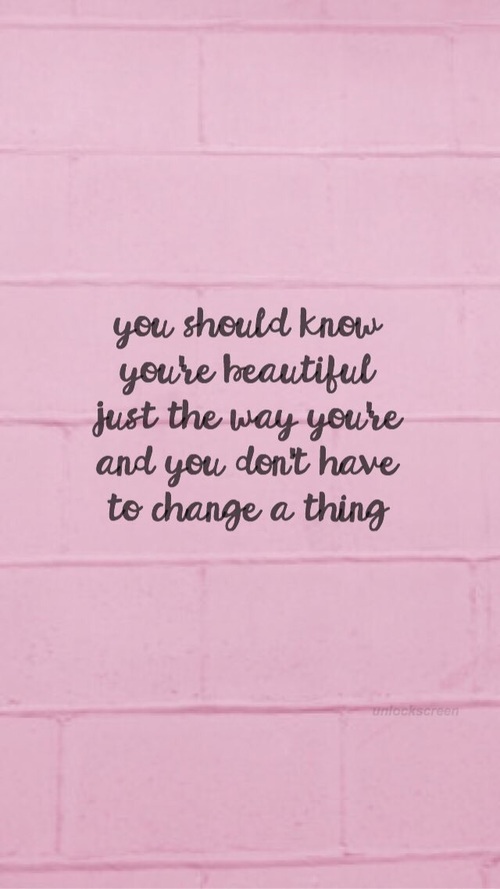 you should know
you're beautiful
just the way you're
and you don't have
to change a thing
unlockscreen